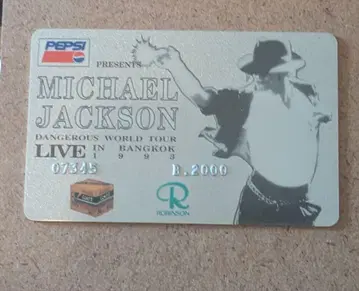 PEPSI
PRESENTS
MICHAEL
JACKSON
DANGEROUS WORLD TOUR
LIVE IN BANGKOK
1993
07345 B.2000
R
ROBINSON